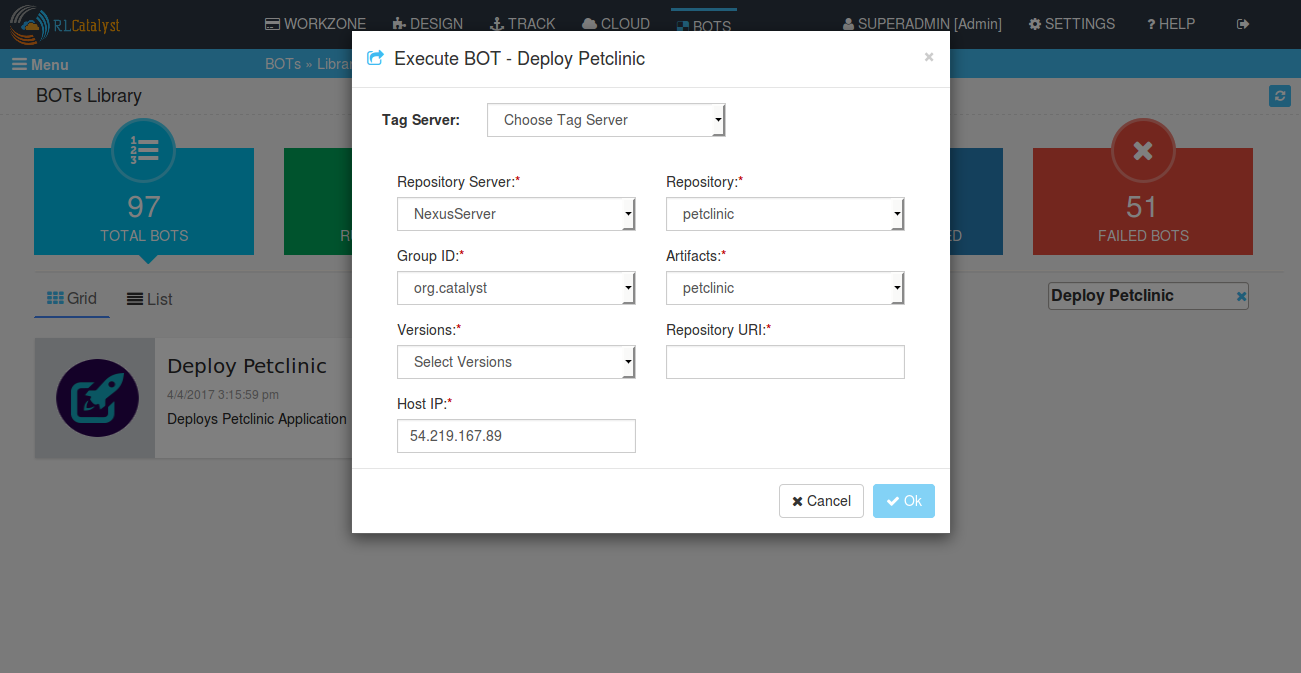 RLCatalyst
WORKZONE DESIGN TRACK CLOUD BOTS SUPERADMIN [Admin] SETTINGS ? HELP
Menu BOTs »
BOTs Library
Execute BOT - Deploy Petclinic ×
Tag Server: Choose Tag Server
Repository Server:* Repository:*
NexusServer petclinic
Group ID:* Artifacts:*
org.catalyst petclinic
Versions:* Repository URI:*
Select Versions
Host IP:*
54.219.167.89
Cancel Ok
1
2
3
97
TOTAL BOTS
51
FAILED BOTS
Grid List
Deploy Petclinic
Deploy Petclinic
4/4/2017 3:15:59 pm
Deploys Petclinic Application